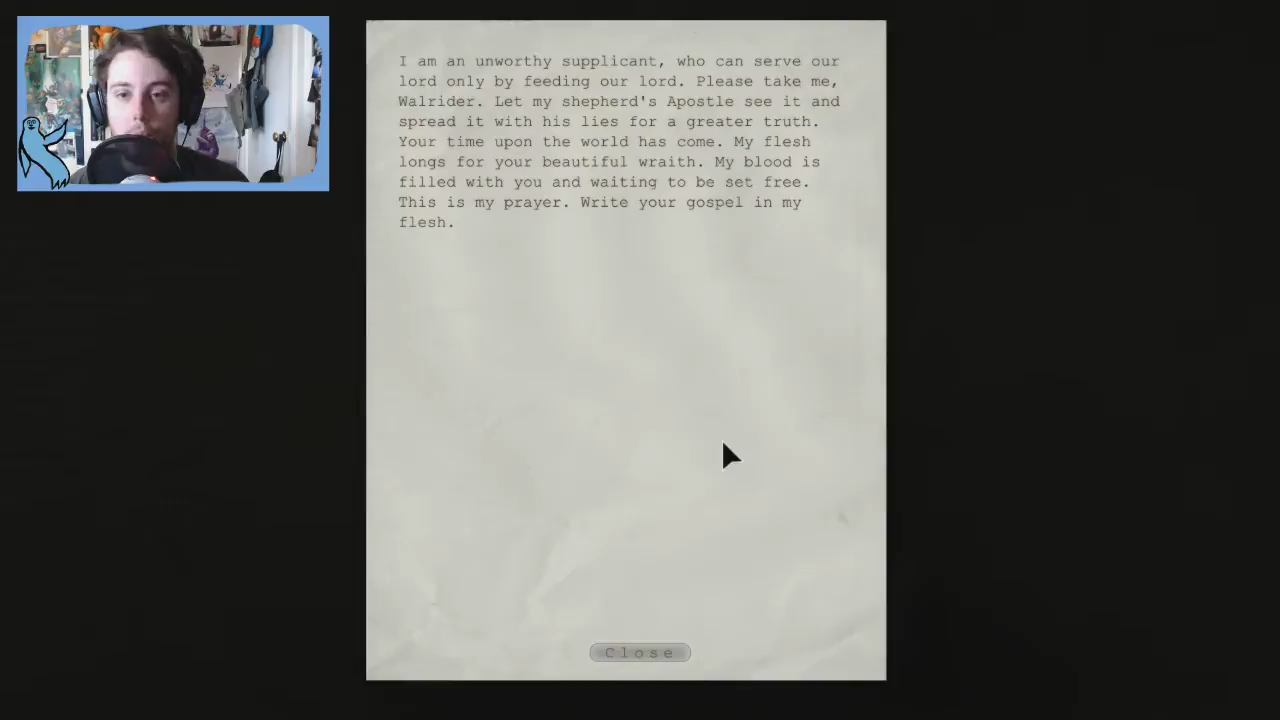 I am an unworthy supplicant, who can serve our
lord only by feeding our lord. Please take me,
Walrider. Let my shepherd's Apostle see it and
spread it with his lies for a greater truth.
Your time upon the world has come. My flesh
longs for your beautiful wraith. My blood is
filled with you and waiting to be set free.
This is my prayer. Write your gospel in my
flesh.
Close